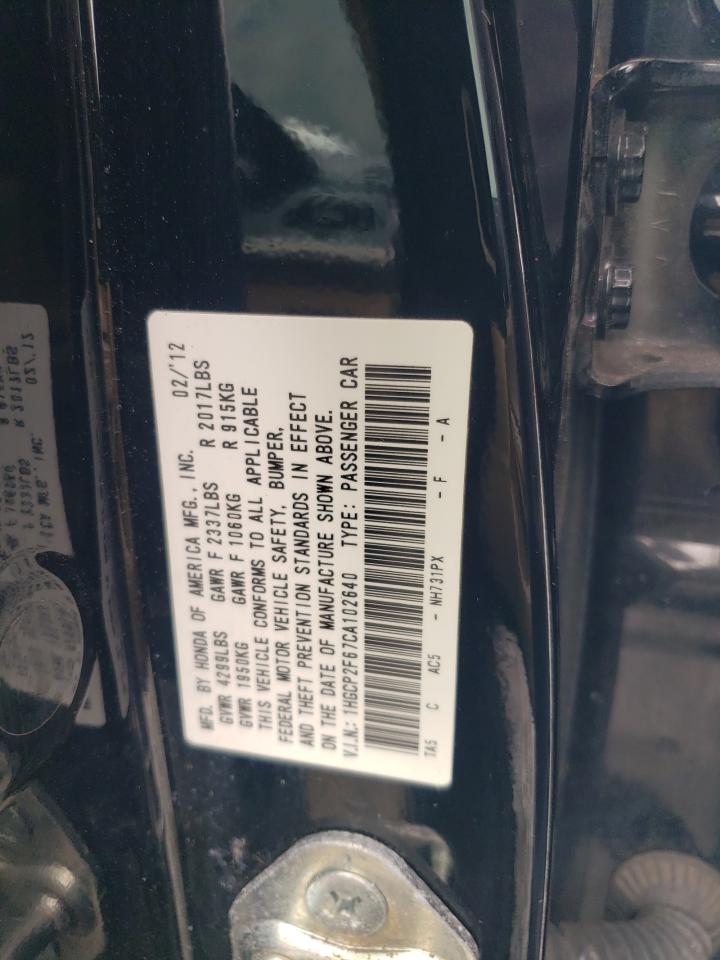 MFD. BY HONDA OF AMERICA MFG., INC. 02/'12
GVWR 4299LBS GAWR F 2337LBS R 2017LBS
GVWR 1950KG GAWR F 1060KG R 915KG
THIS VEHICLE CONFORMS TO ALL APPLICABLE
FEDERAL MOTOR VEHICLE SAFETY, BUMPER,
AND THEFT PREVENTION STANDARDS IN EFFECT
ON THE DATE OF MANUFACTURE SHOWN ABOVE.
V.I.N.: 1HGCP2F67CA102640 TYPE: PASSENGER CAR
TA5 C AC5 - NH731PX - F - A